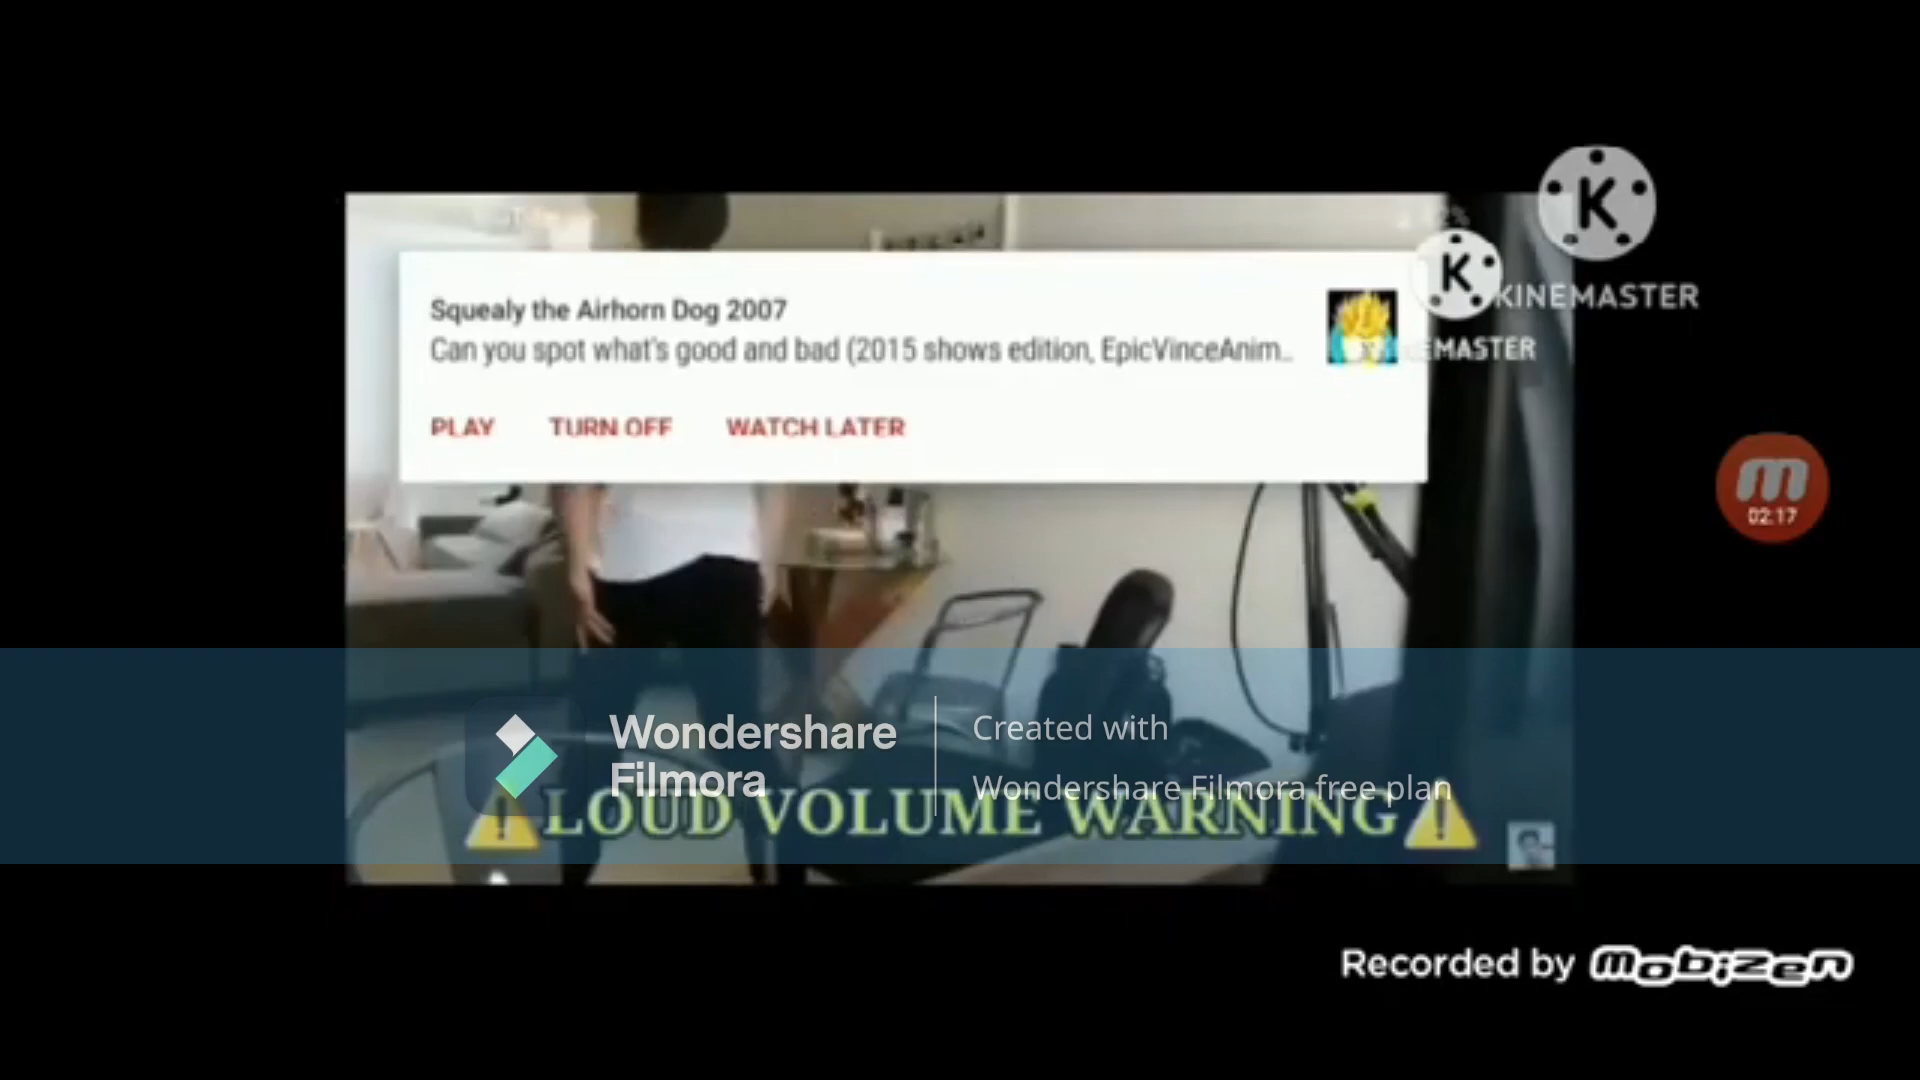 K
K
KINEMASTER
EMASTER
Squealy the Airhorn Dog 2007
Can you spot what's good and bad (2015 shows edition, EpicVinceAnim...
PLAY TURN OFF WATCH LATER
02:17
Wondershare
Filmora
Created with
Wondershare Filmora free plan
⚠LOUD VOLUME WARNING⚠
Recorded by mobizen